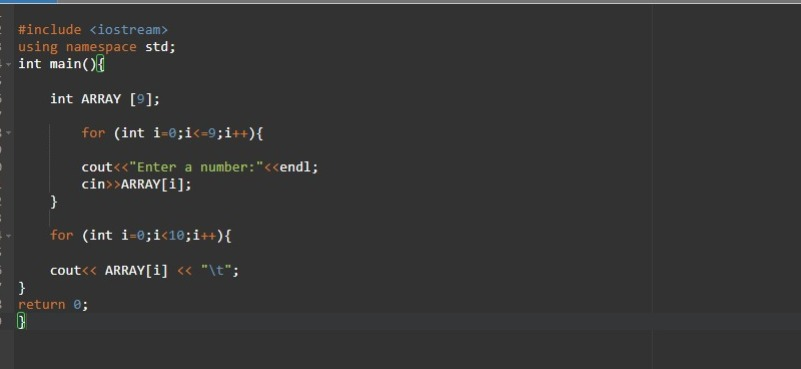 #include <iostream>
using namespace std;
int main(){
int ARRAY [9];
for (int i=0;i<=9;i++){
cout<<"Enter a number:"<<endl;
cin>>ARRAY[i];
}
for (int i=0;i<10;i++){
cout<< ARRAY[i] << "\t";
}
return 0;
}